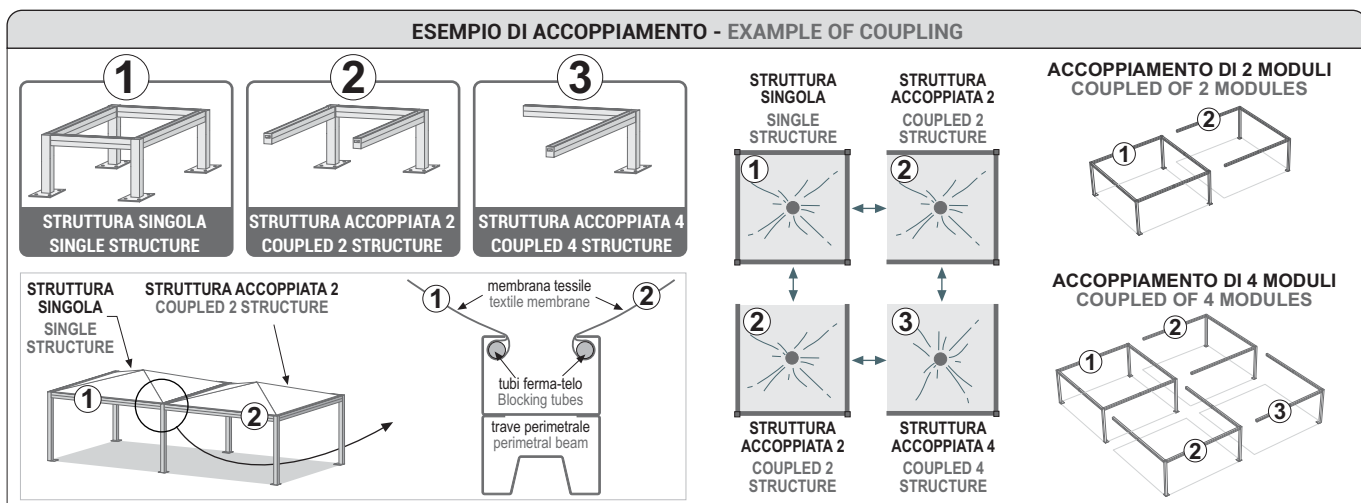 ESEMPIO DI ACCOPPIAMENTO - EXAMPLE OF COUPLING
1
STRUTTURA SINGOLA
SINGLE STRUCTURE
2
STRUTTURA ACCOPPIATA 2
COUPLED 2 STRUCTURE
3
STRUTTURA ACCOPPIATA 4
COUPLED 4 STRUCTURE
STRUTTURA
SINGOLA
SINGLE
STRUCTURE
STRUTTURA ACCOPPIATA 2
COUPLED 2 STRUCTURE
1
2
1
membrana tessile
textile membrane
2
tubi ferma-telo
Blocking tubes
trave perimetrale
perimetral beam
STRUTTURA
SINGOLA
SINGLE
STRUCTURE
STRUTTURA
ACCOPPIATA 2
COUPLED 2
STRUCTURE
1
2
2
3
STRUTTURA
ACCOPPIATA 2
COUPLED 2
STRUCTURE
STRUTTURA
ACCOPPIATA 4
COUPLED 4
STRUCTURE
ACCOPPIAMENTO DI 2 MODULI
COUPLED OF 2 MODULES
2
1
ACCOPPIAMENTO DI 4 MODULI
COUPLED OF 4 MODULES
2
1
3
2